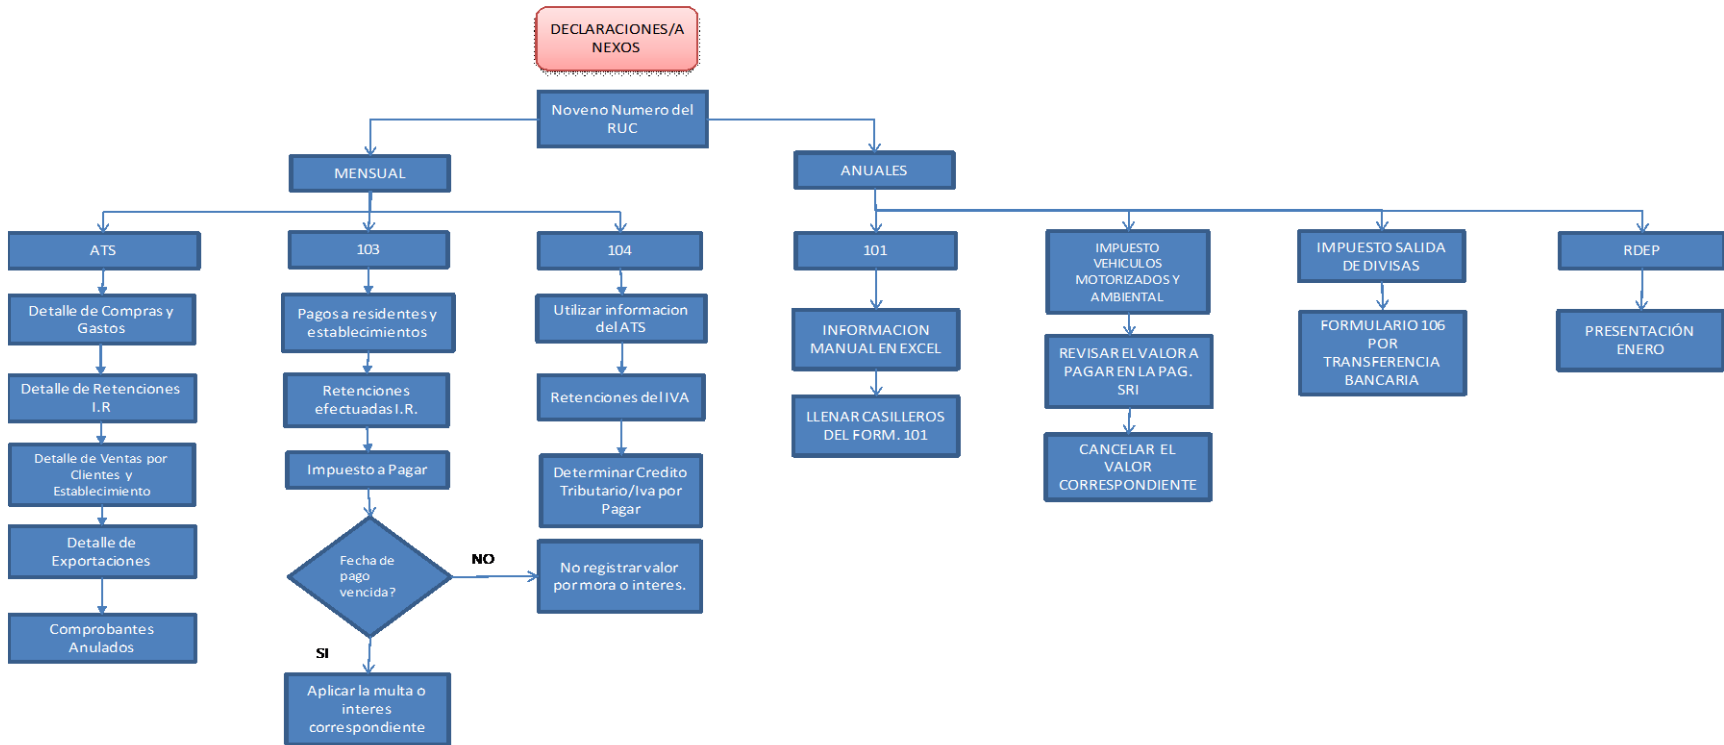 DECLARACIONES/A
NEXOS
Noveno Numero del
RUC
MENSUAL
ANUALES
ATS
103
104
101
IMPUESTO
VEHICULOS
MOTORIZADOS Y
AMBIENTAL
IMPUESTO SALIDA
DE DIVISAS
RDEP
Detalle de Compras y
Gastos
Pagos a residentes y
establecimientos
Utilizar informacion
del ATS
INFORMACION
MANUAL EN EXCEL
REVISAR EL VALOR A
PAGAR EN LA PAG.
SRI
FORMULARIO 106
POR
TRANSFERENCIA
BANCARIA
PRESENTACIÓN
ENERO
Detalle de Retenciones
I.R
Retenciones
efectuadas I.R.
Retenciones del IVA
LLENAR CASILLEROS
DEL FORM. 101
CANCELAR EL
VALOR
CORRESPONDIENTE
Detalle de Ventas por
Clientes y
Establecimiento
Impuesto a Pagar
Determinar Credito
Tributario/Iva por
Pagar
Detalle de
Exportaciones
Fecha de
pago
vencida?
NO
No registrar valor
por mora o interes.
Comprobantes
Anulados
SI
Aplicar la multa o
interes
correspondiente